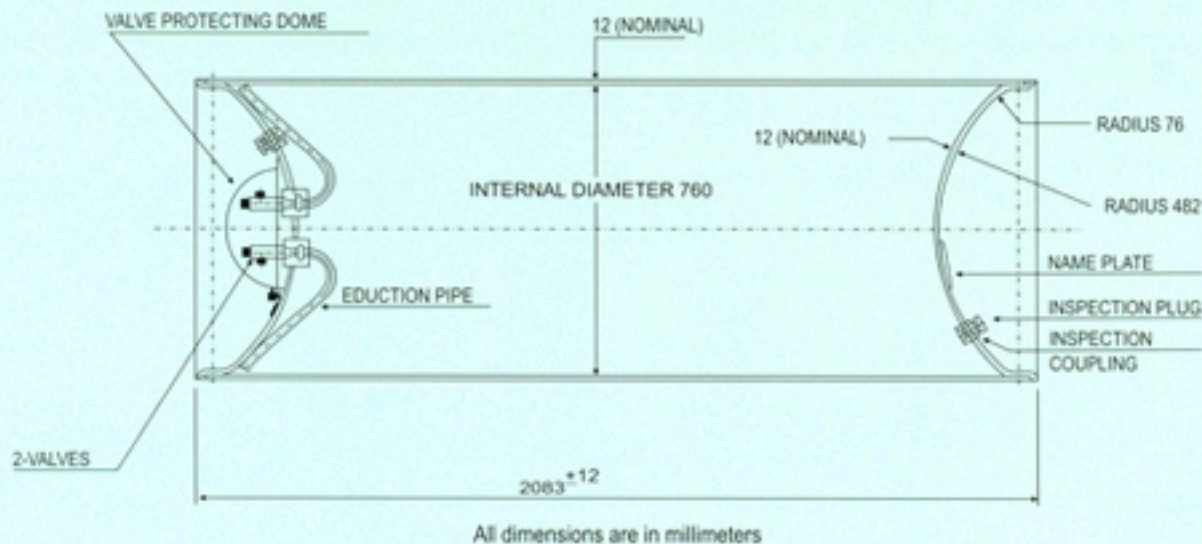 VALVE PROTECTING DOME
12 (NOMINAL)
12 (NOMINAL)
RADIUS 76
INTERNAL DIAMETER 760
RADIUS 482
NAME PLATE
EDUCTION PIPE
INSPECTION PLUG
INSPECTION
COUPLING
2-VALVES
2083±12
All dimensions are in millimeters